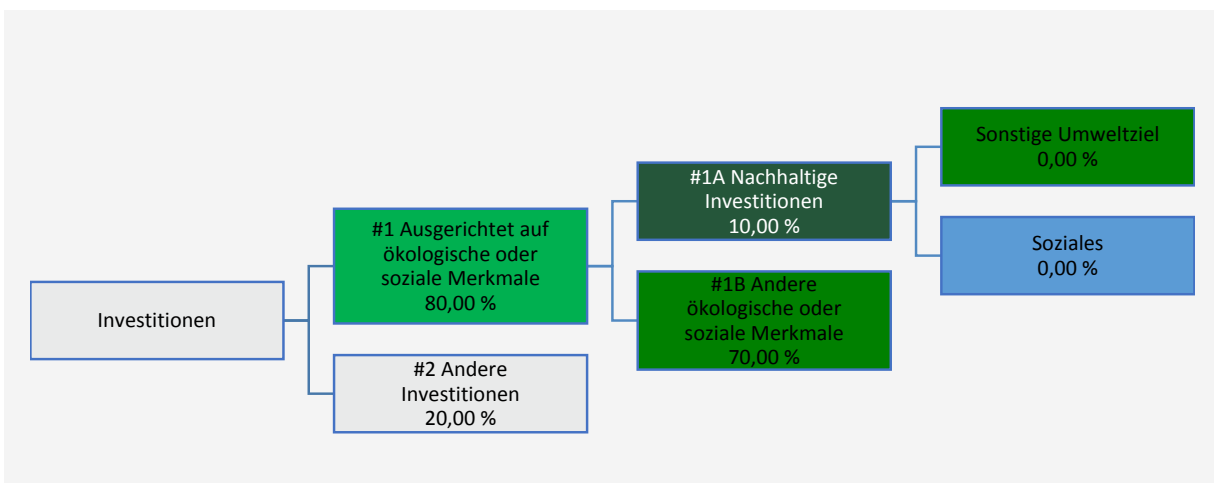 Investitionen
#1 Ausgerichtet auf
ökologische oder
soziale Merkmale
80,00 %
#2 Andere
Investitionen
20,00 %
#1A Nachhaltige
Investitionen
10,00 %
#1B Andere
ökologische oder
soziale Merkmale
70,00 %
Sonstige Umweltziel
0,00 %
Soziales
0,00 %